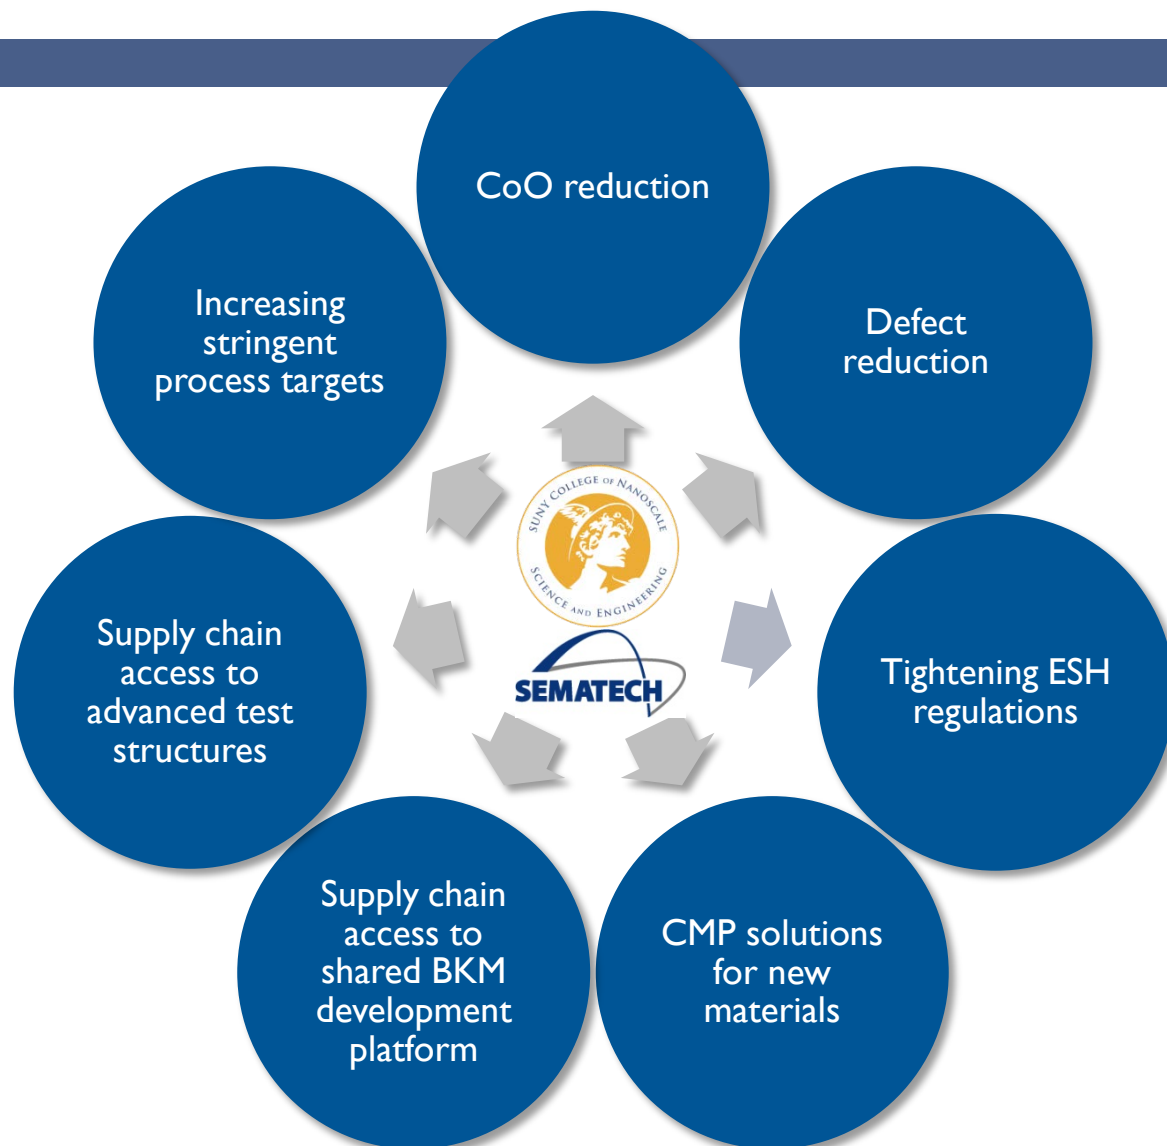 CoO reduction
Defect
reduction
Tightening ESH
regulations
CMP solutions
for new
materials
Supply chain
access to
shared BKM
development
platform
Supply chain
access to
advanced test
structures
Increasing
stringent
process targets
SUNY COLLEGE OF NANOSCALE
SCIENCE AND ENGINEERING
SEMATECH